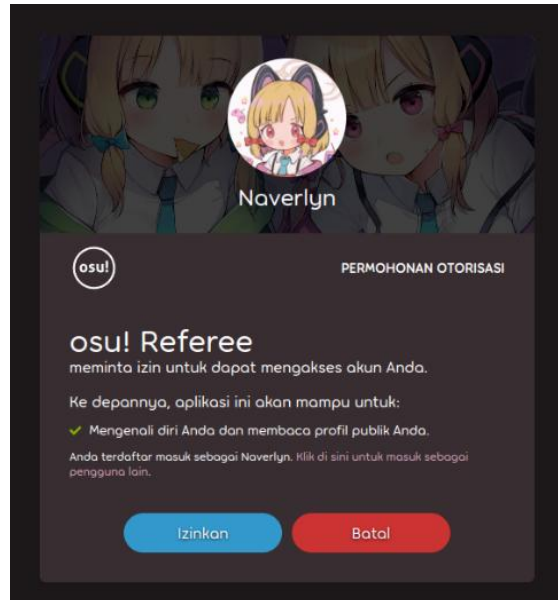 Naverlyn
osu!
PERMOHONAN OTORISASI
osu! Referee
meminta izin untuk dapat mengakses akun Anda.
Ke depannya, aplikasi ini akan mampu untuk:
Mengenali diri Anda dan membaca profil publik Anda.
Anda terdaftar masuk sebagai Naverlyn. Klik di sini untuk masuk sebagai
pengguna lain.
Izinkan
Batal